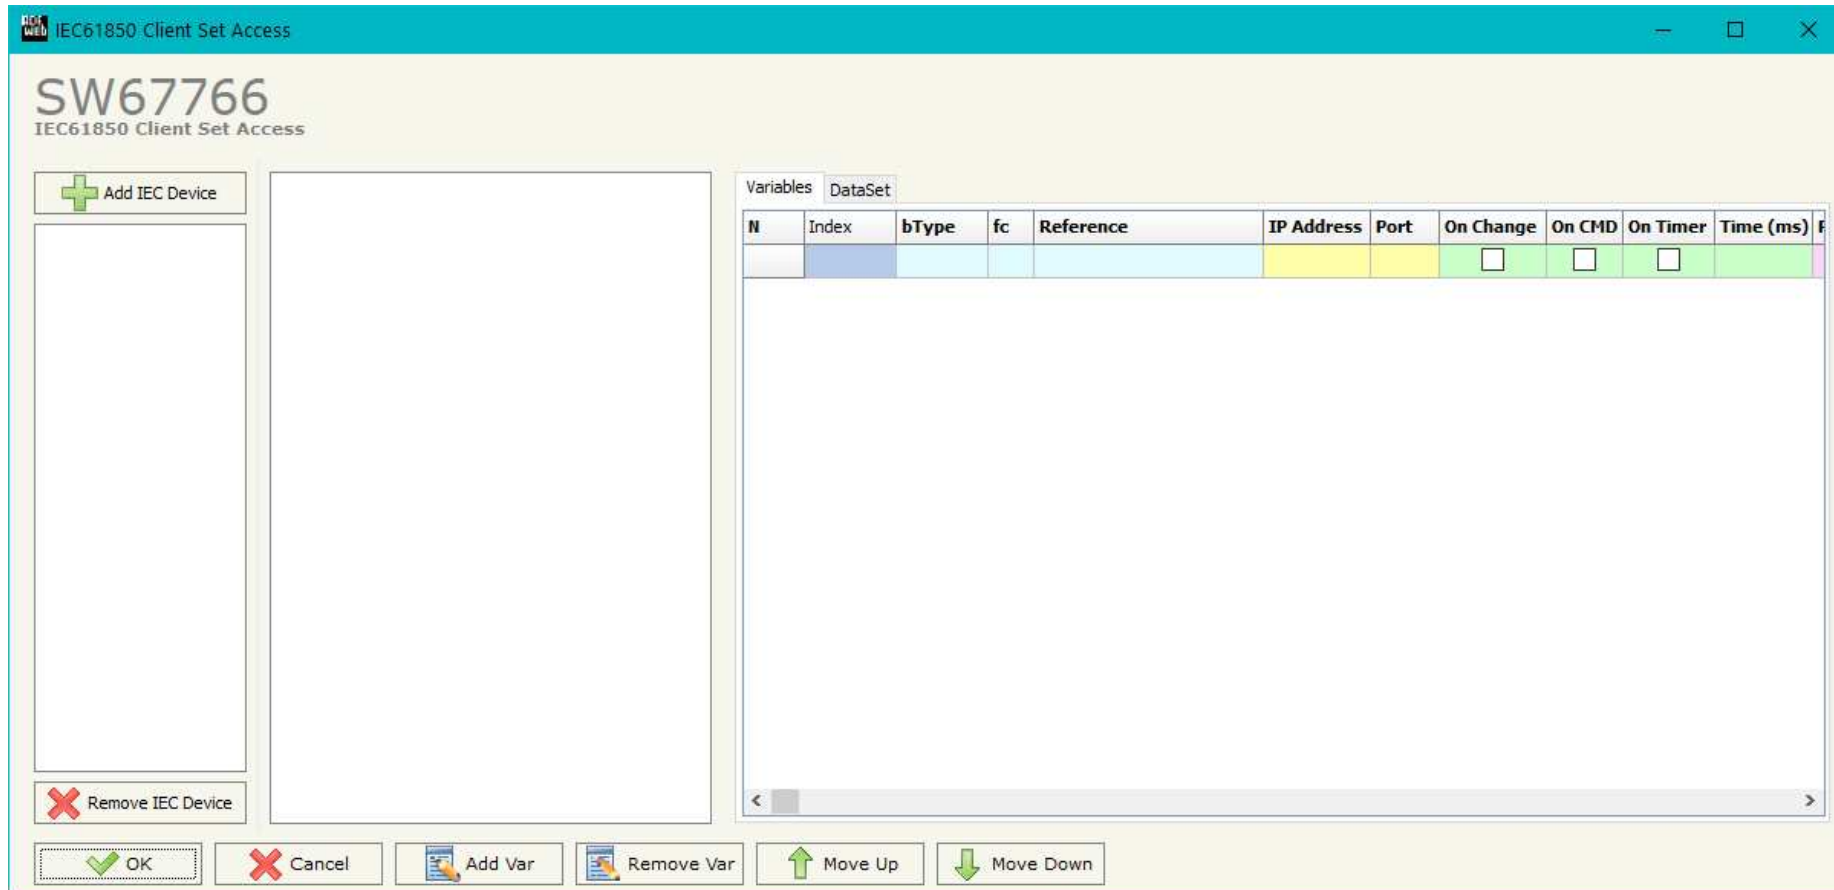 ADF
WEB
IEC61850 Client Set Access
SW67766
IEC61850 Client Set Access
Add IEC Device
Variables DataSet
N Index bType fc Reference IP Address Port On Change On CMD On Timer Time (ms)
Remove IEC Device
OK Cancel Add Var Remove Var Move Up Move Down